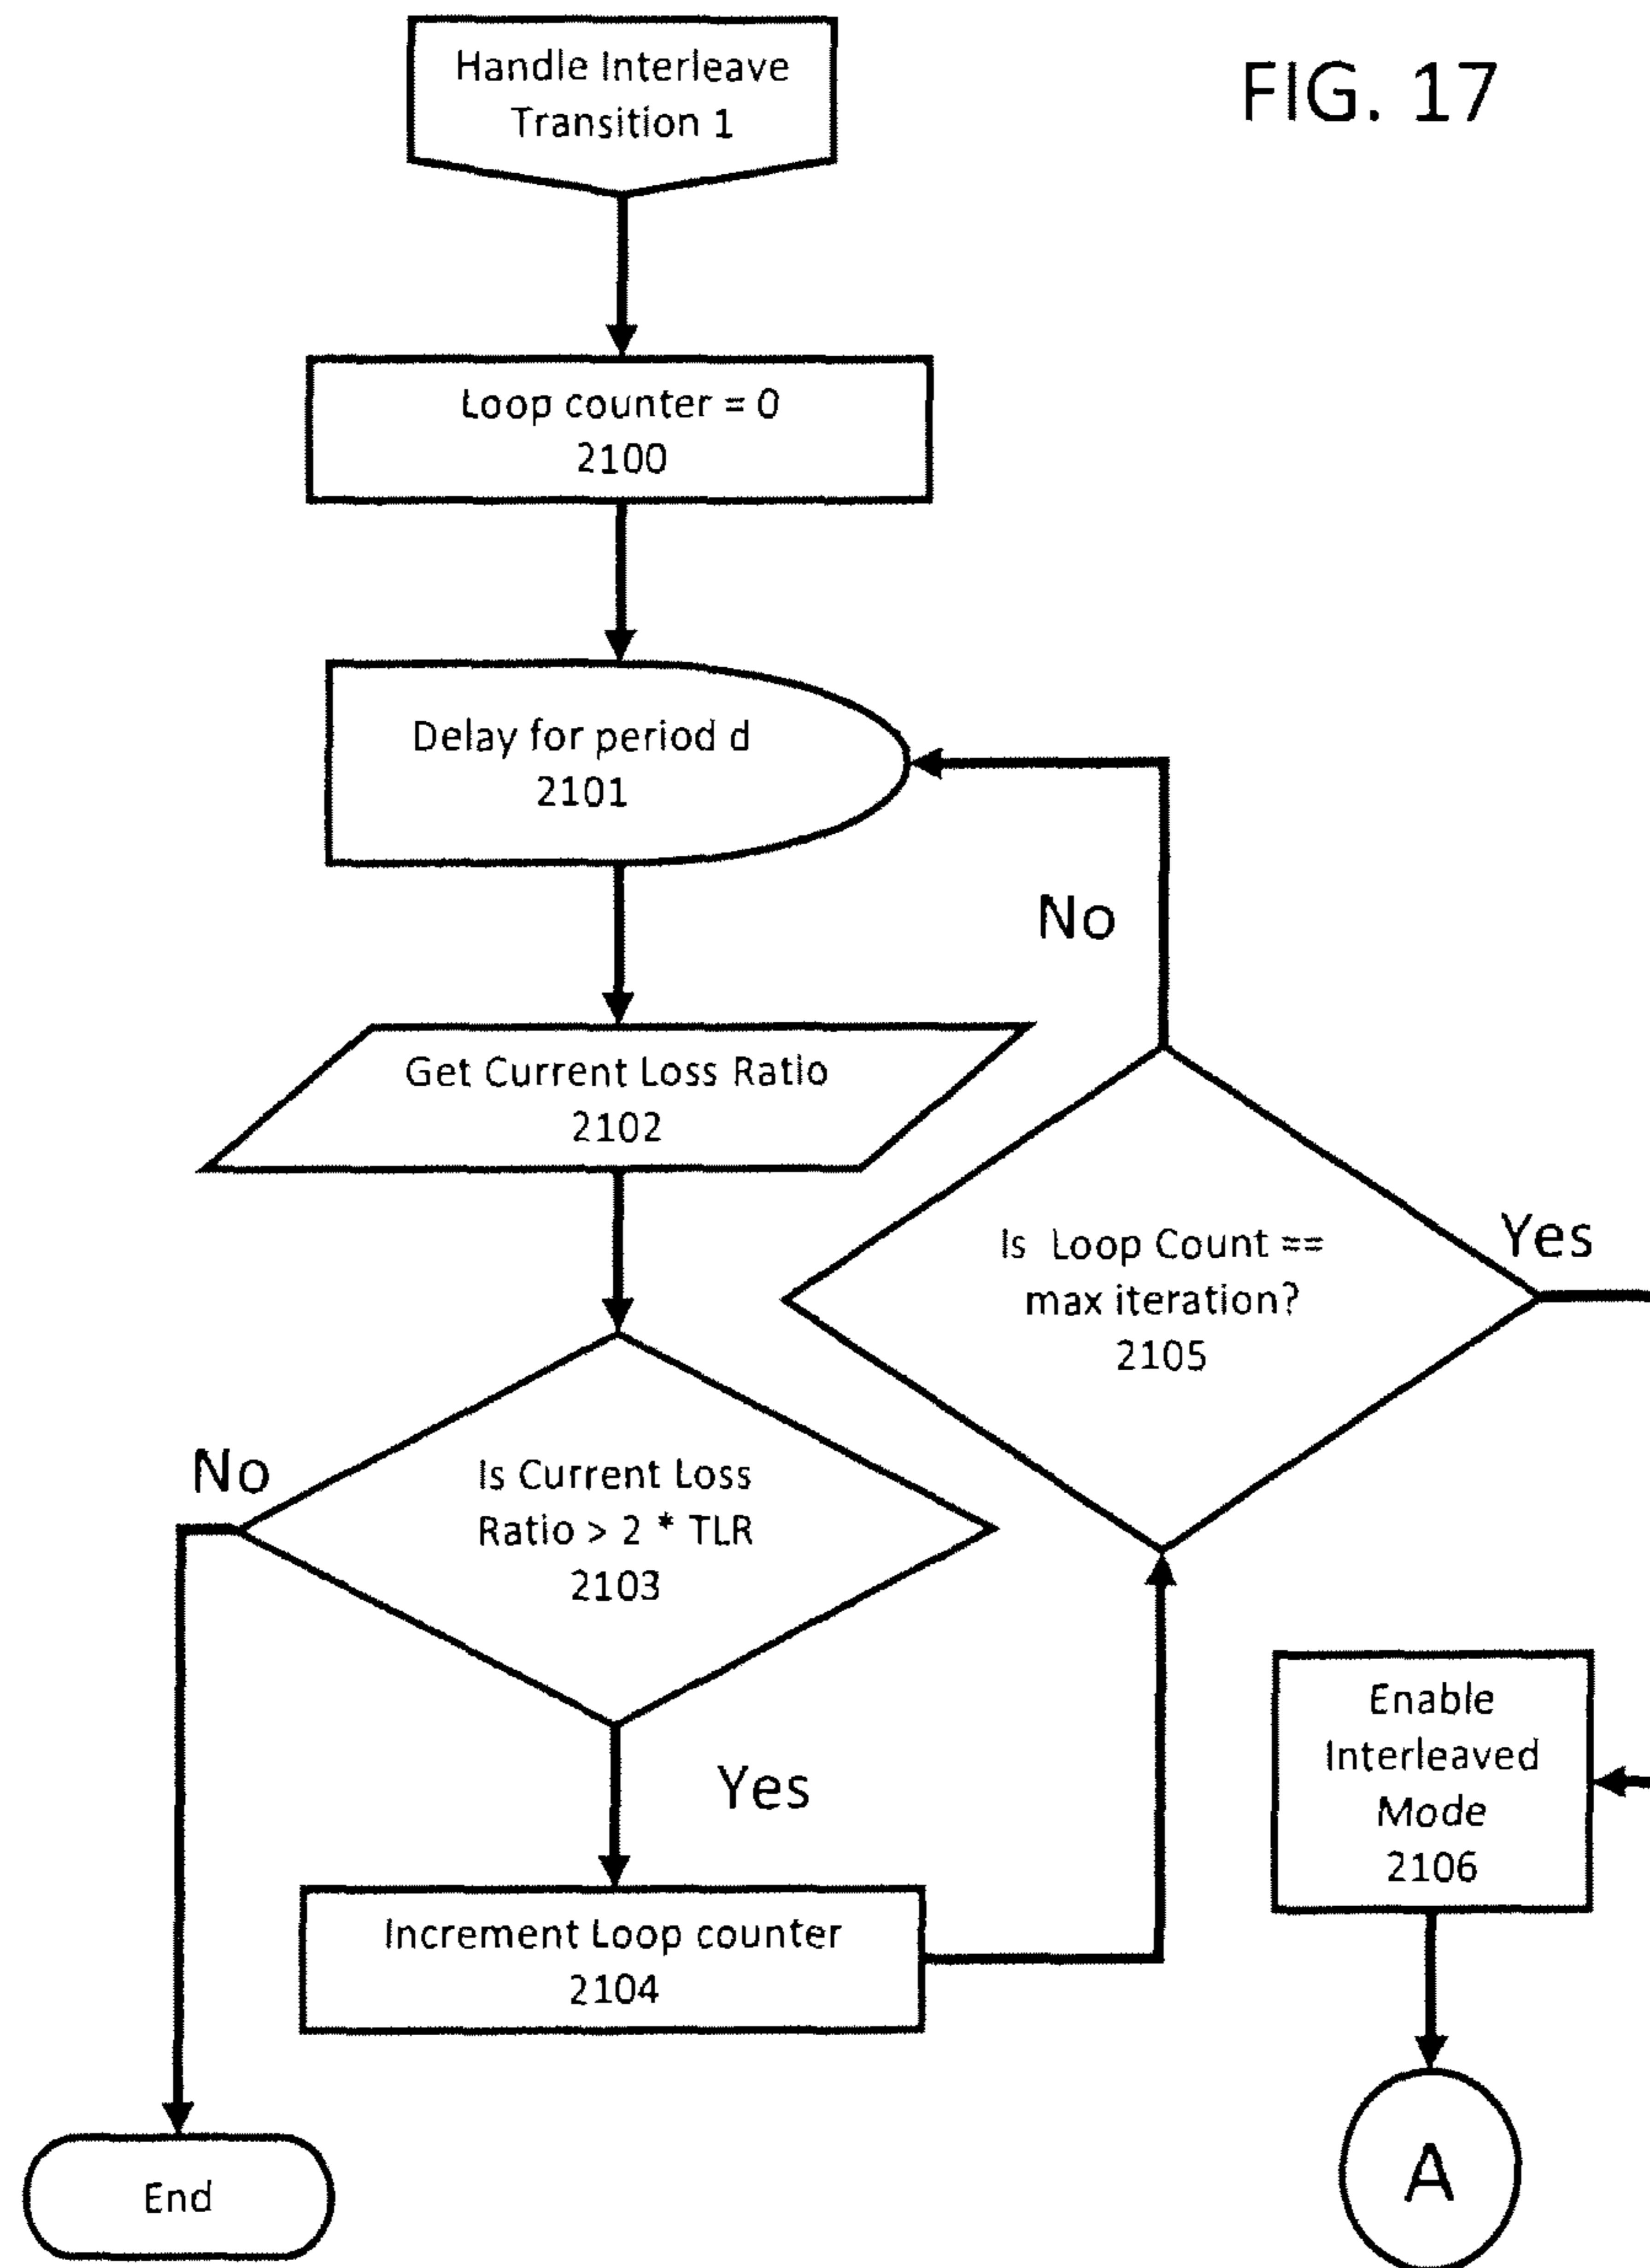 FIG. 17
Handle Interleave
Transition 1
Loop counter = 0
2100
Delay for period d
2101
No
Get Current Loss Ratio
2102
Is Loop Count ==
max iteration?
2105
Yes
No
Is Current Loss
Ratio > 2 * TLR
2103
Yes
Increment Loop counter
2104
Enable
Interleaved
Mode
2106
End
A